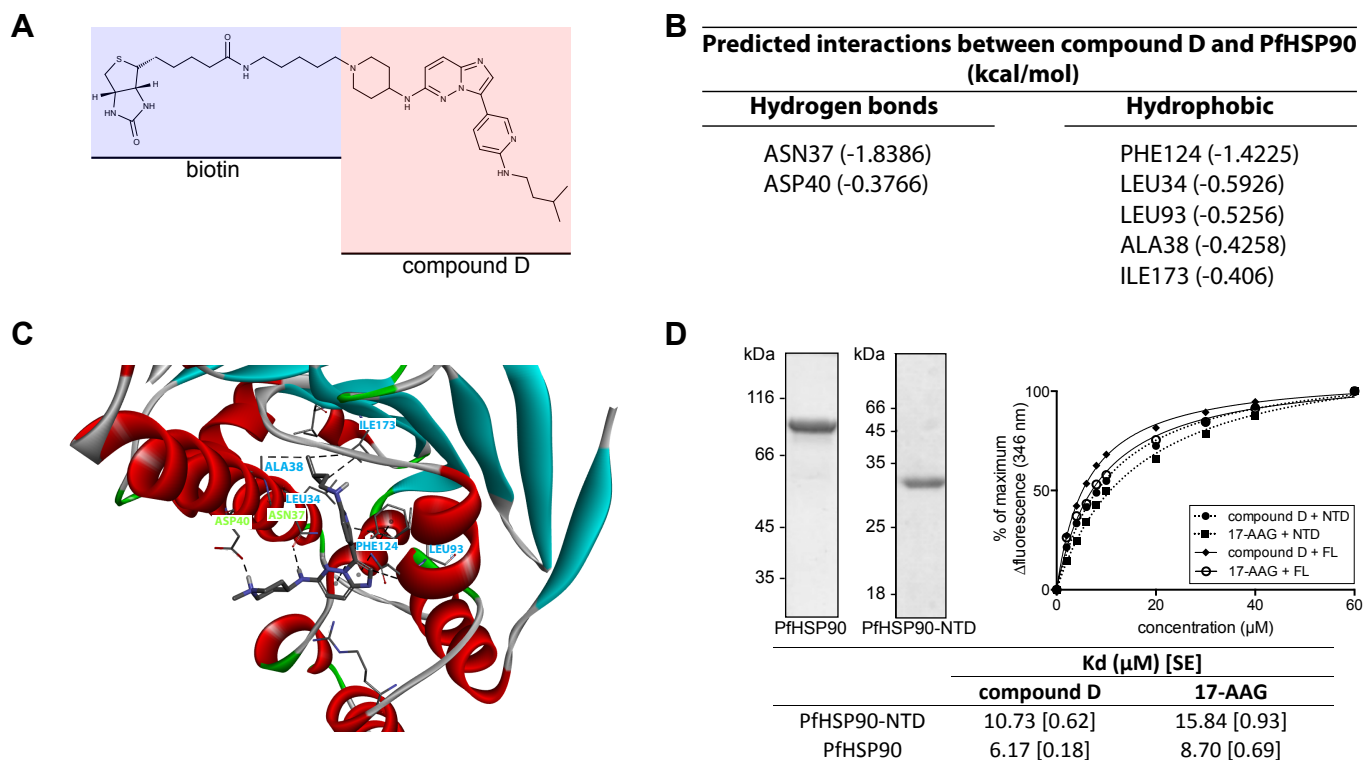 A
S
H
H
HN
NH
O
O
N
H
N
NH
N
N
N
N
HN
biotin
compound D
B
Predicted interactions between compound D and PfHSP90
(kcal/mol)
Hydrogen bonds Hydrophobic
ASN37 (-1.8386) PHE124 (-1.4225)
ASP40 (-0.3766) LEU34 (-0.5926)
LEU93 (-0.5256)
ALA38 (-0.4258)
ILE173 (-0.406)
C
ILE173
ALA38
LEU34
ASP40 ASN37
PHE124 LEU93
D
kDa
116
66
45
35
PfHSP90
kDa
66
45
35
25
18
PfHSP90-NTD
% of maximum
Δfluorescence (346 nm)
100
50
0
0 20 40 60
concentration (μM)
compound D + NTD
17-AAG + NTD
compound D + FL
17-AAG + FL
Kd (μM) [SE]
compound D 17-AAG
PfHSP90-NTD 10.73 [0.62] 15.84 [0.93]
PfHSP90 6.17 [0.18] 8.70 [0.69]